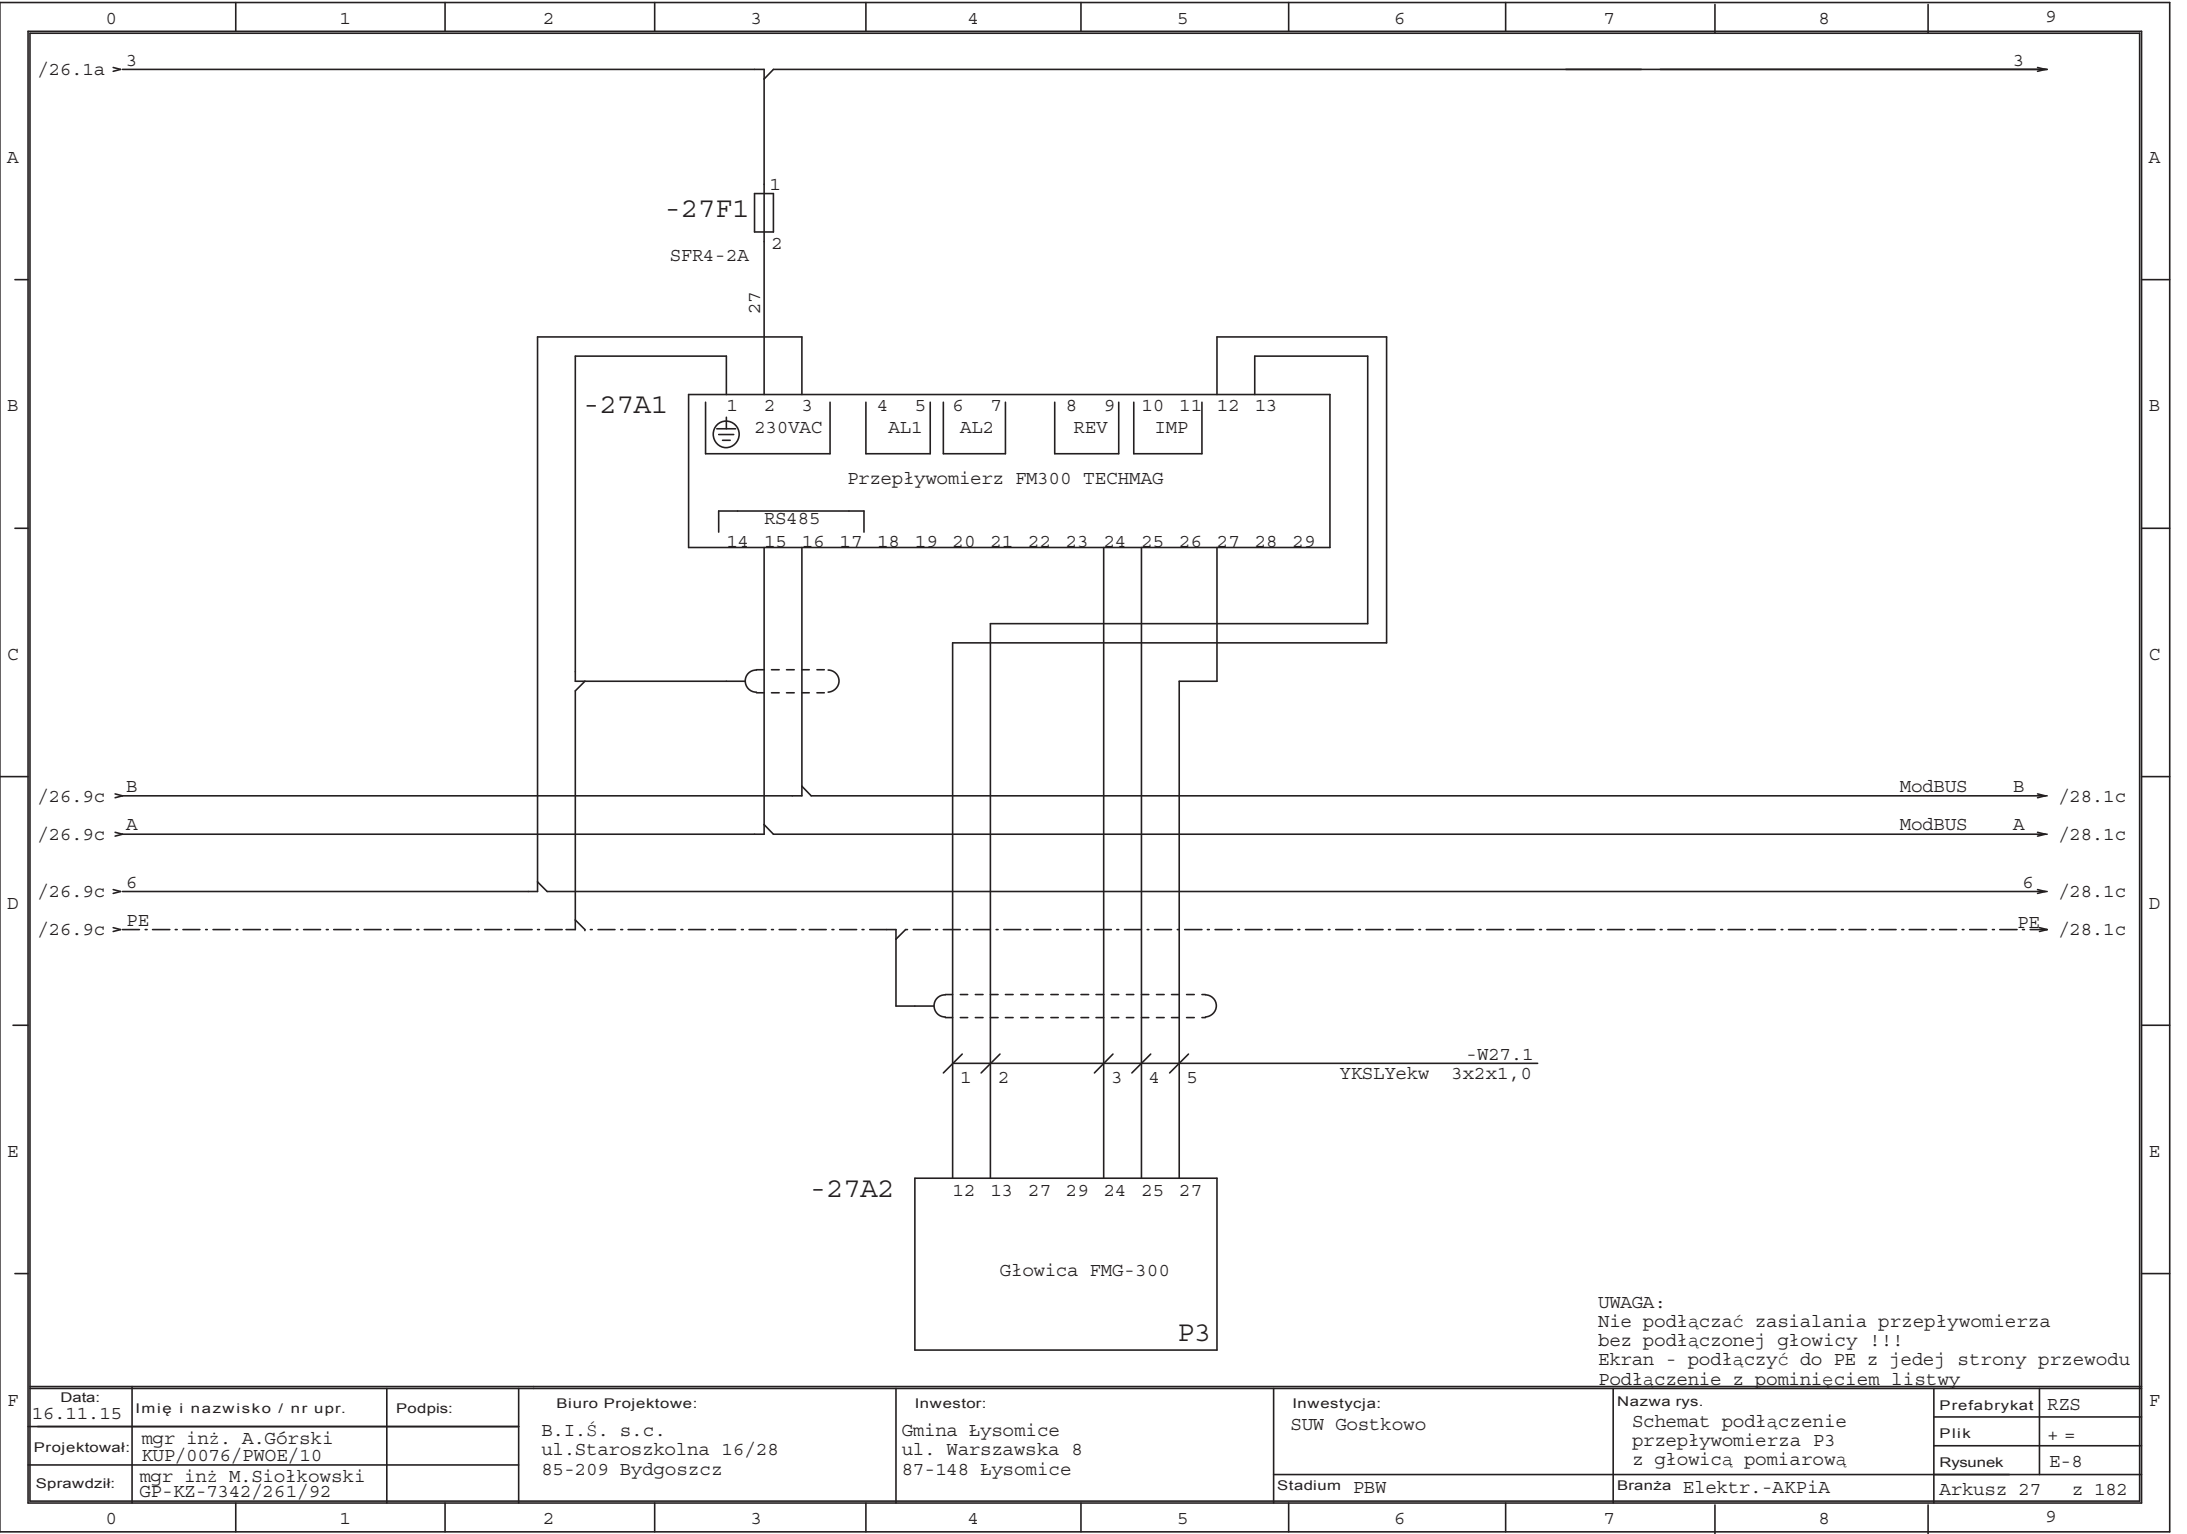 0 1 2 3 4 5 6 7 8 9
/26.1a 3 3
A A
1
-27F1
2
SFR4-2A
27
B B
-27A1
1 2 3 4 5 6 7 8 9 10 11 12 13
230VAC AL1 AL2 REV IMP
Przepływomierz FM300 TECHMAG
RS485
14 15 16 17 18 19 20 21 22 23 24 25 26 27 28 29
C C
/26.9c B ModBUS B /28.1c
/26.9c A ModBUS A /28.1c
/26.9c 6 6 /28.1c
D D
/26.9c PE PE /28.1c
-W27.1
1 2 3 4 5 YKSLYekw 3x2x1,0
E E
-27A2
12 13 27 29 24 25 27
Głowica FMG-300
P3
UWAGA:
Nie podłączać zasialania przepływomierza
bez podłączonej głowicy !!!
Ekran - podłączyć do PE z jedej strony przewodu
Podłaczenie z pominięciem listwy
F F
Data:
16.11.15
Imię i nazwisko / nr upr.
Podpis:
Projektował:
mgr inż. A.Górski
KUP/0076/PWOE/10
Sprawdził:
mgr inż M.Siołkowski
GP-KZ-7342/261/92
Biuro Projektowe:
B.I.Ś. s.c.
ul.Staroszkolna 16/28
85-209 Bydgoszcz
Inwestor:
Gmina Łysomice
ul. Warszawska 8
87-148 Łysomice
Inwestycja:
SUW Gostkowo
Stadium PBW
Nazwa rys.
Schemat podłączenie
przepływomierza P3
z głowicą pomiarową
Branża Elektr.-AKPiA
Prefabrykat RZS
Plik + =
Rysunek E-8
Arkusz 27 z 182
0 1 2 3 4 5 6 7 8 9